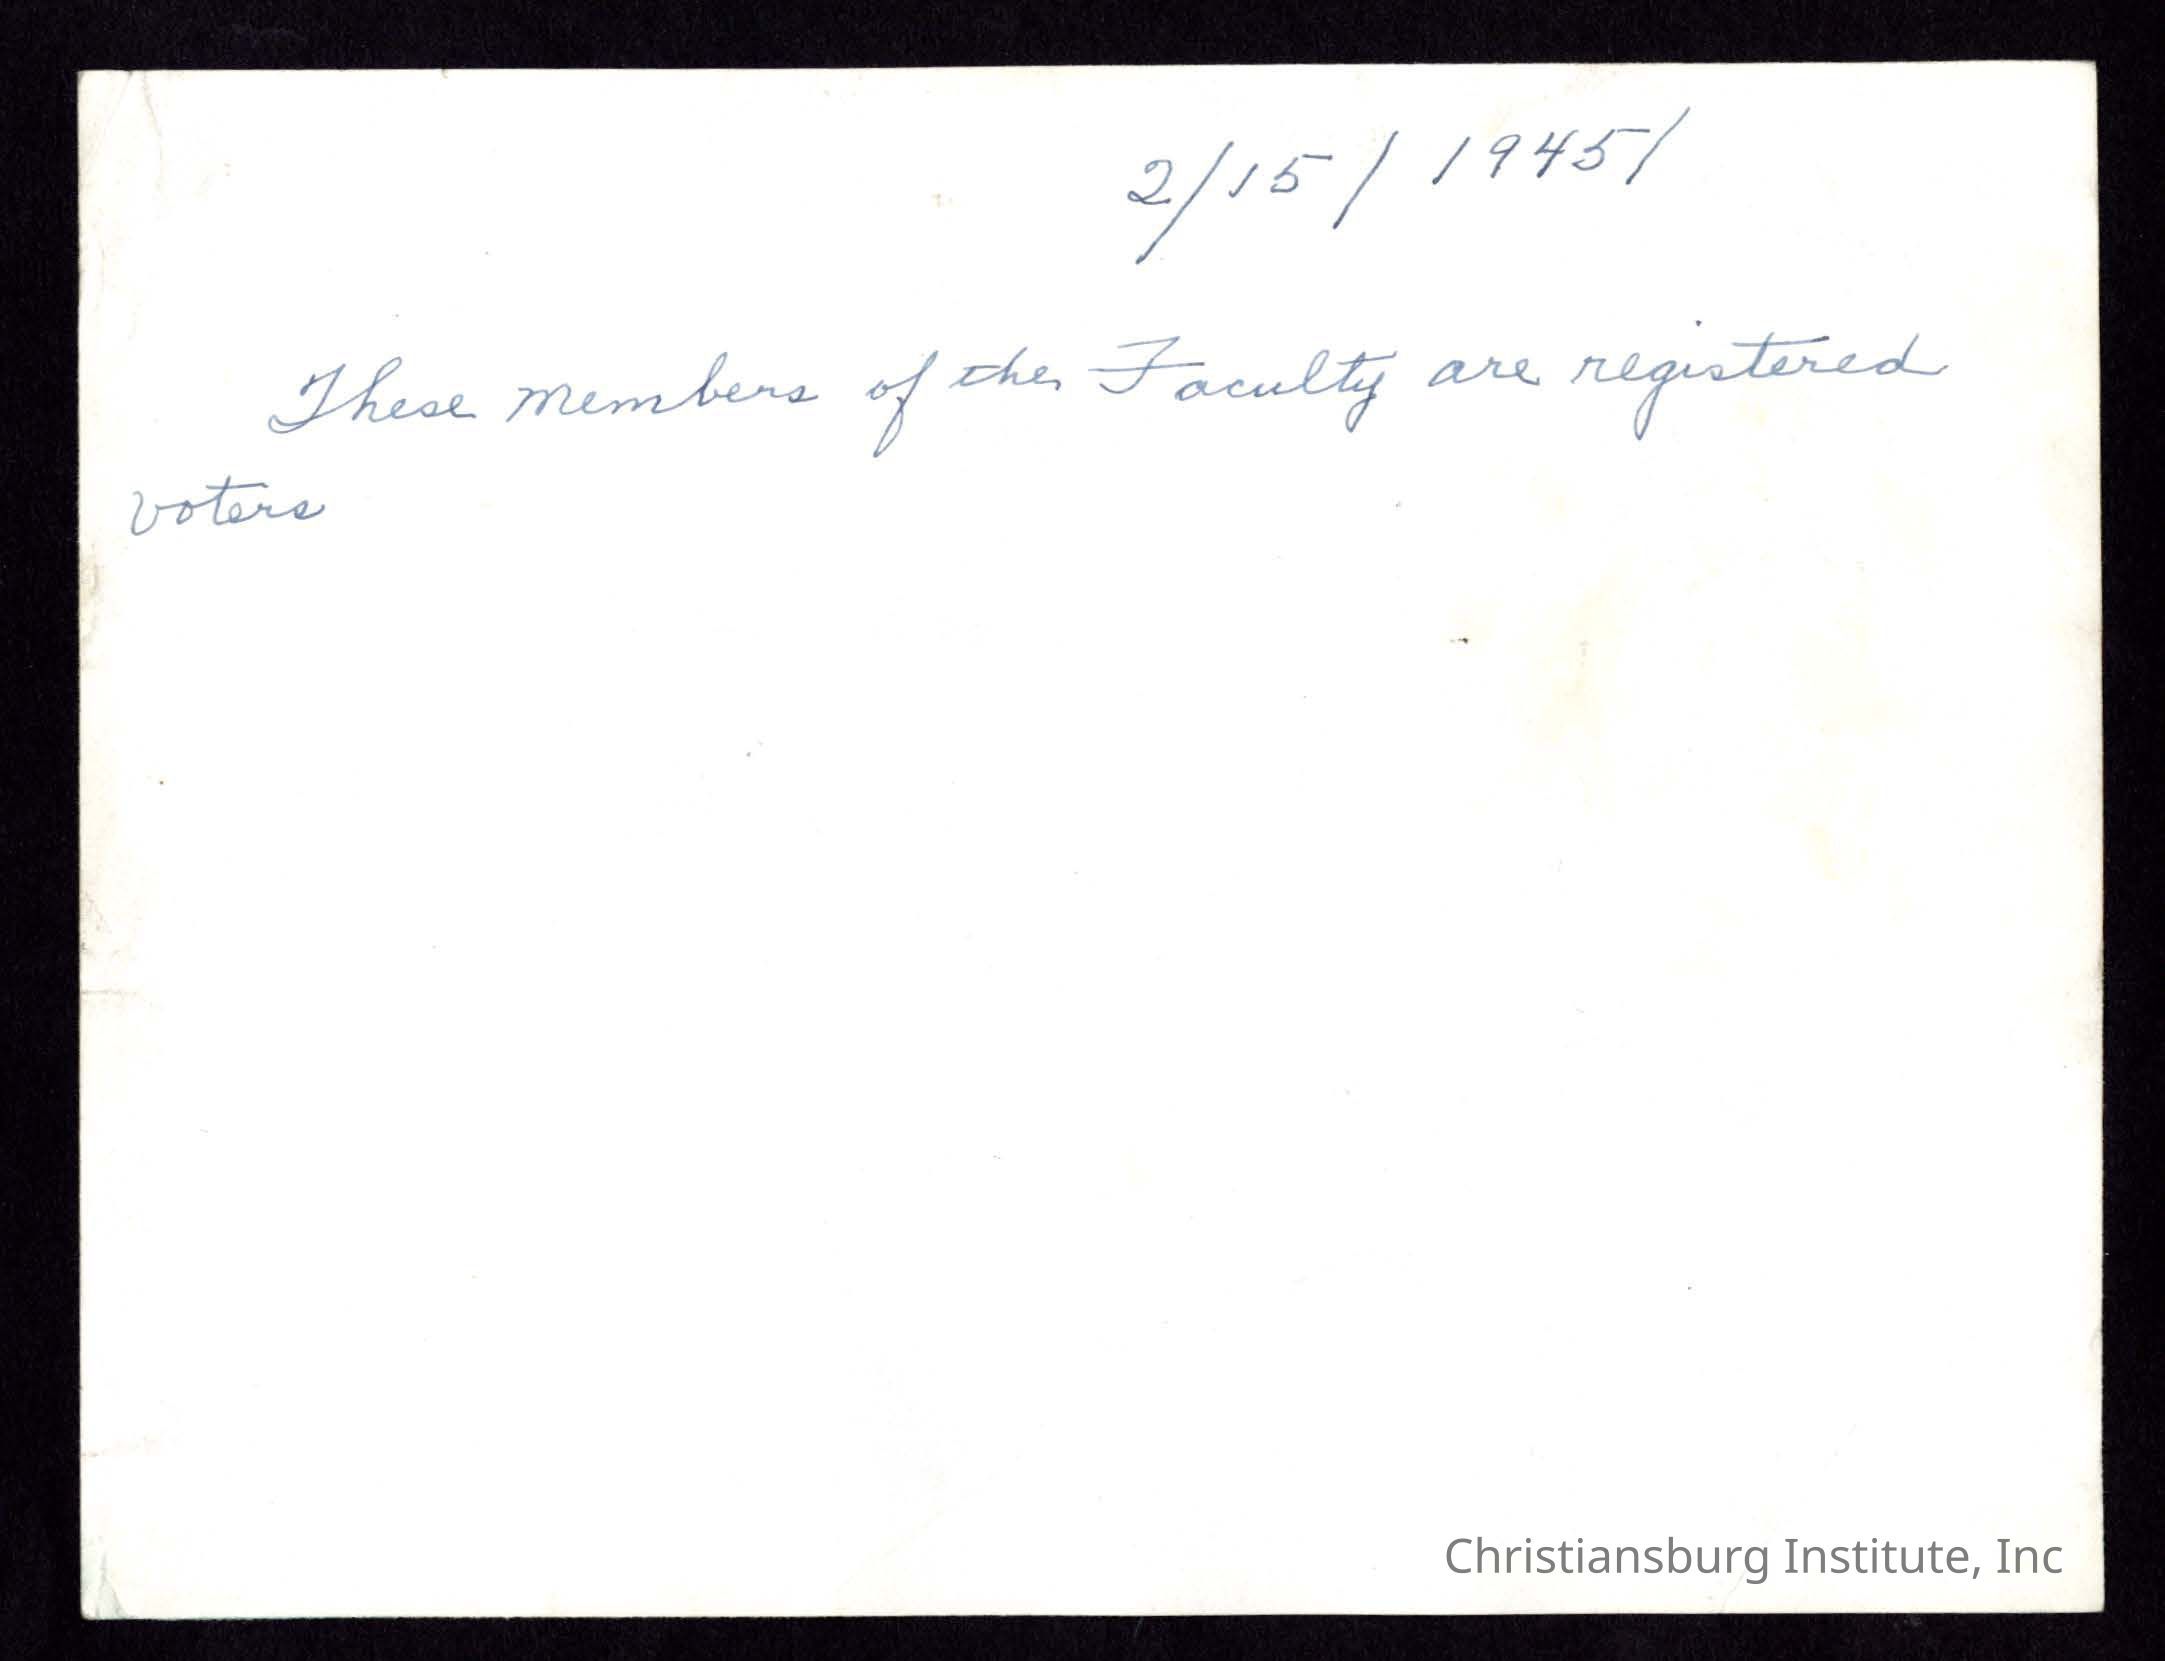 2/15/1945/
These members of the Faculty are registered
voters
Christiansburg Institute, Inc